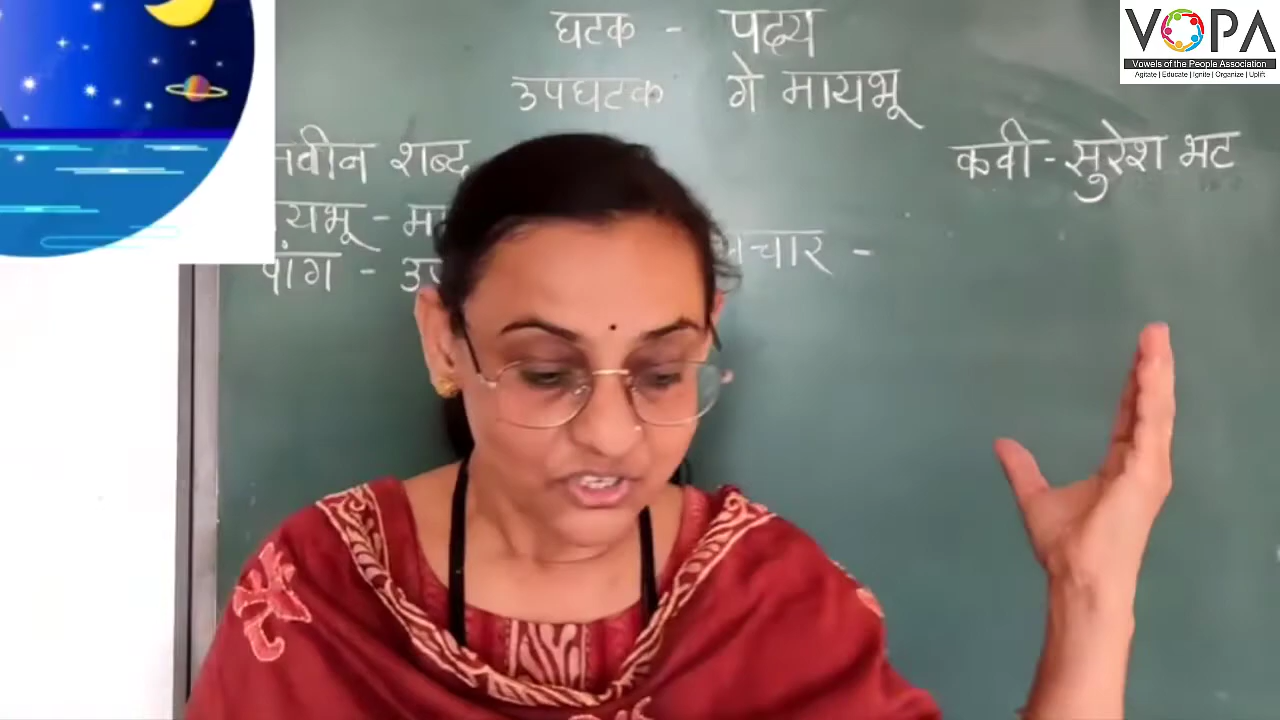 घटक - पद्य
उपघटक गे मायभू
कवी - सुरेश भट
नवीन शब्द
मायभू -
पांग -
VOPA
Vowels of the People Association
Agitate | Educate | Ignite | Organize | Uplift